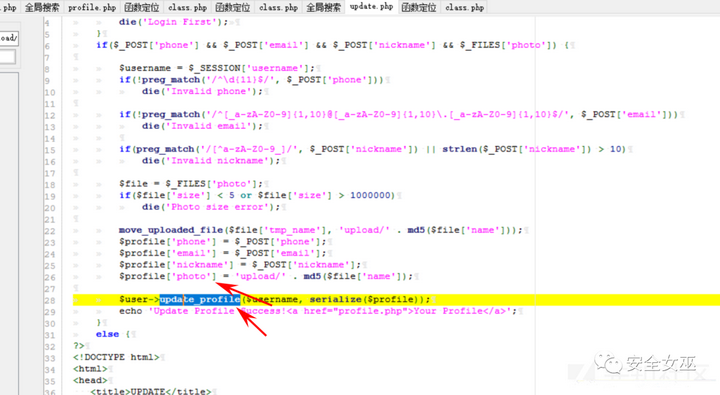 .php 全局搜索 profile.php 函数定位 class.php 函数定位 class.php 全局搜索 update.php 函数定位 class.php
oad/
4 die('Login First');
5 }
6 if($_POST['phone'] && $_POST['email'] && $_POST['nickname'] && $_FILES['photo']) {
7
8 $username = $_SESSION['username'];
9 if(!preg_match('/^\d{11}$/', $_POST['phone']))
10 die('Invalid phone');
11
12 if(!preg_match('/^[_a-zA-Z0-9]{1,10}@[_a-zA-Z0-9]{1,10}\.[_a-zA-Z0-9]{1,10}$/', $_POST['email']))
13 die('Invalid email');
14
15 if(preg_match('/[^a-zA-Z0-9_]/', $_POST['nickname']) || strlen($_POST['nickname']) > 10)
16 die('Invalid nickname');
17
18 $file = $_FILES['photo'];
19 if($file['size'] < 5 or $file['size'] > 1000000)
20 die('Photo size error');
21
22 move_uploaded_file($file['tmp_name'], 'upload/' . md5($file['name']));
23 $profile['phone'] = $_POST['phone'];
24 $profile['email'] = $_POST['email'];
25 $profile['nickname'] = $_POST['nickname'];
26 $profile['photo'] = 'upload/' . md5($file['name']);
27
28 $user->update_profile($username, serialize($profile));
29 echo 'Update Profile Success!<a href="profile.php">Your Profile</a>';
30 }
31 else {
32 ?>
33 <!DOCTYPE html>
34 <html>
35 <head>
36 <title>UPDATE</title>
安全女巫